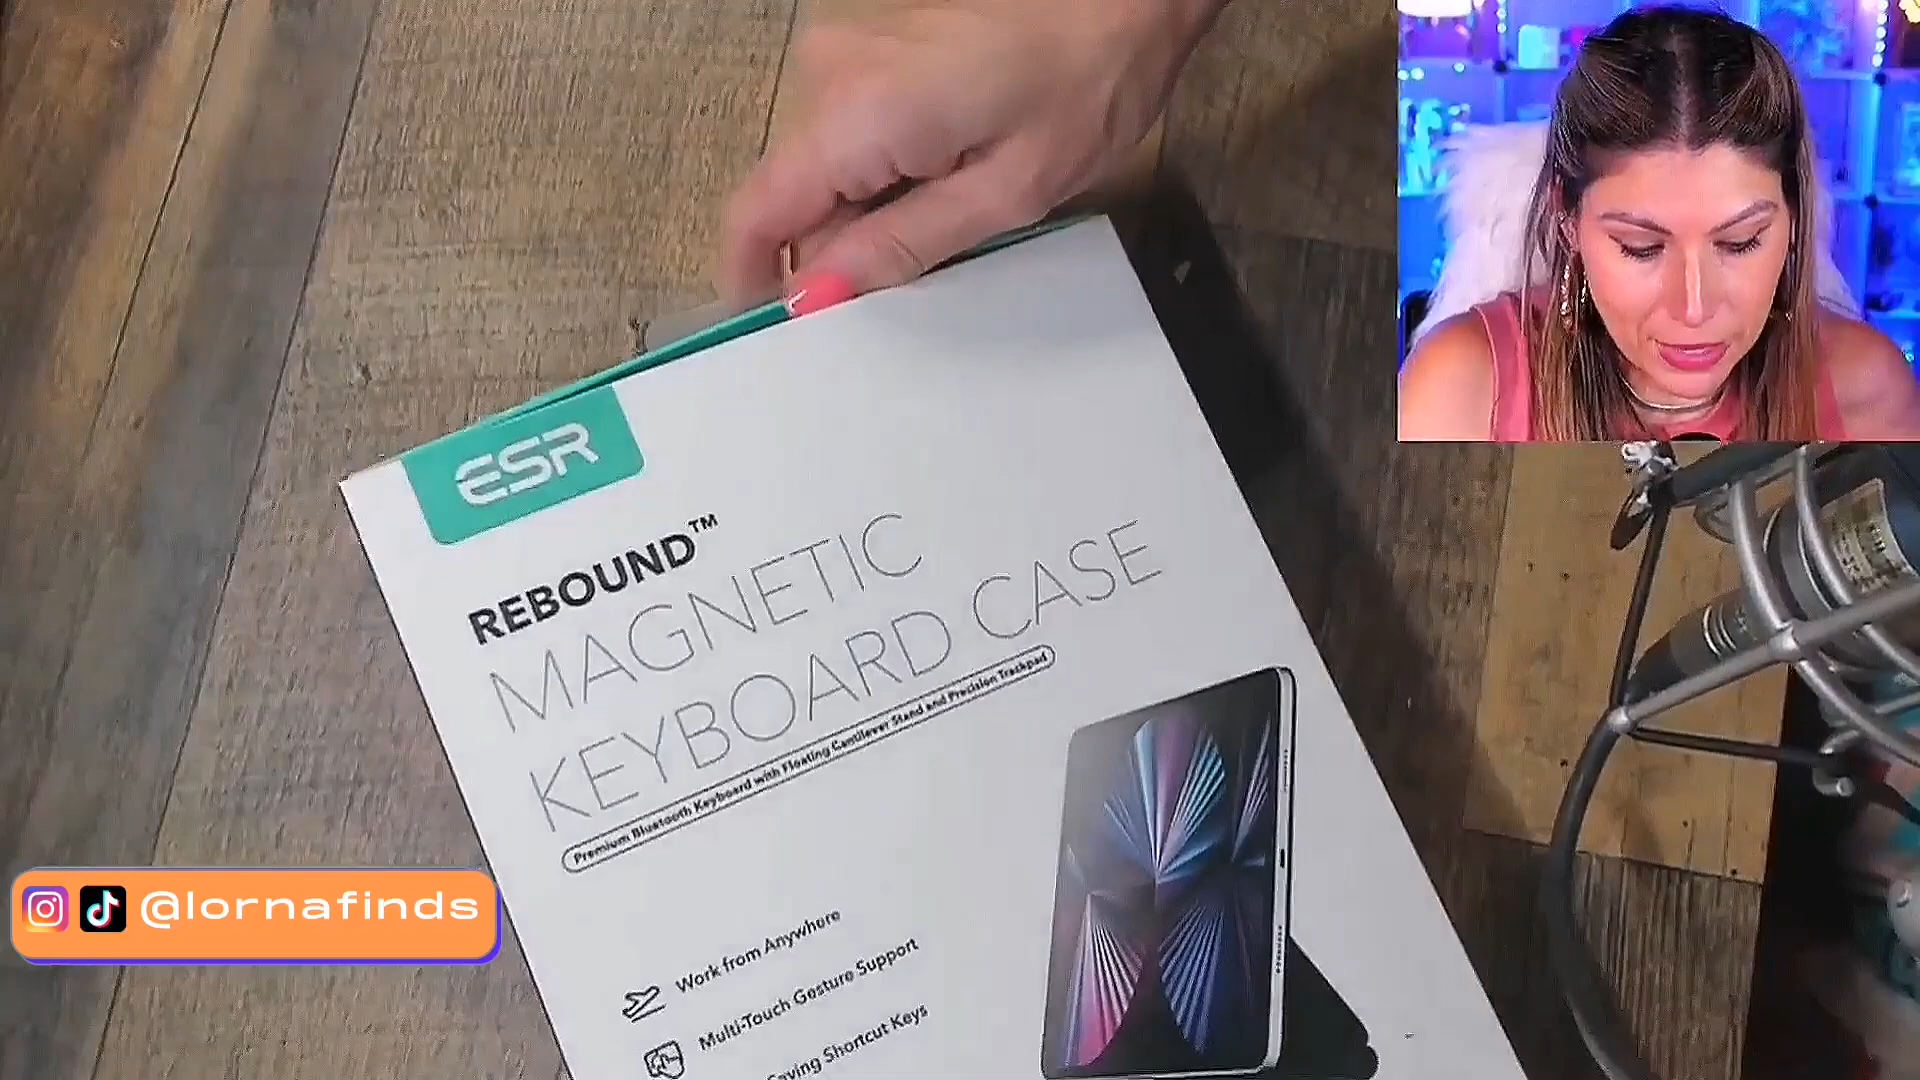 ESR
REBOUND™
MAGNETIC
KEYBOARD CASE
Premium Bluetooth Keyboard with Floating Cantilever Stand and Precision Trackpad
Work from Anywhere
Multi-Touch Gesture Support
Saving Shortcut Keys
@lornafinds